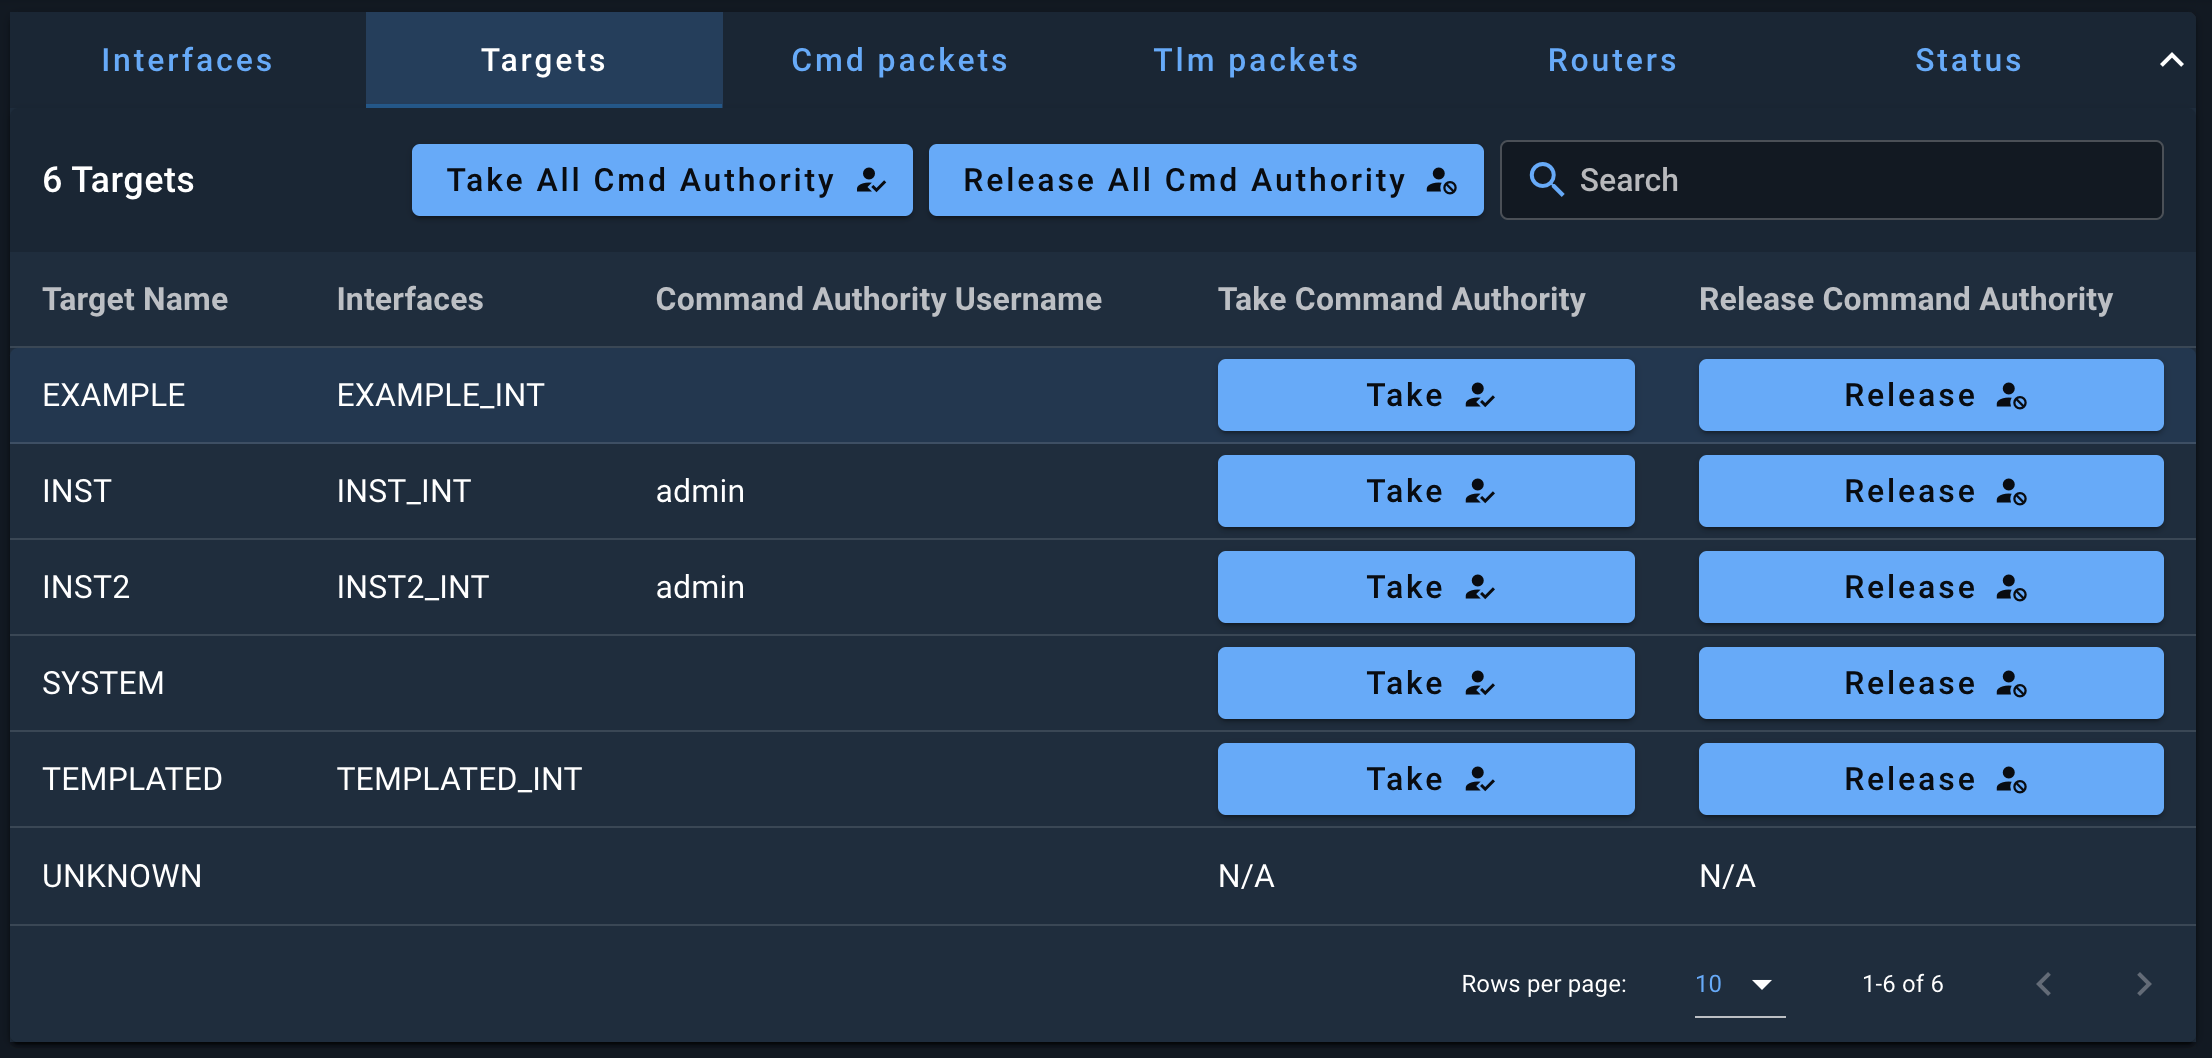 Interfaces Targets Cmd packets Tlm packets Routers Status
6 Targets Take All Cmd Authority Release All Cmd Authority Search
Target Name Interfaces Command Authority Username Take Command Authority Release Command Authority
EXAMPLE EXAMPLE_INT Take Release
INST INST_INT admin Take Release
INST2 INST2_INT admin Take Release
SYSTEM Take Release
TEMPLATED TEMPLATED_INT Take Release
UNKNOWN N/A N/A
Rows per page: 10 1-6 of 6